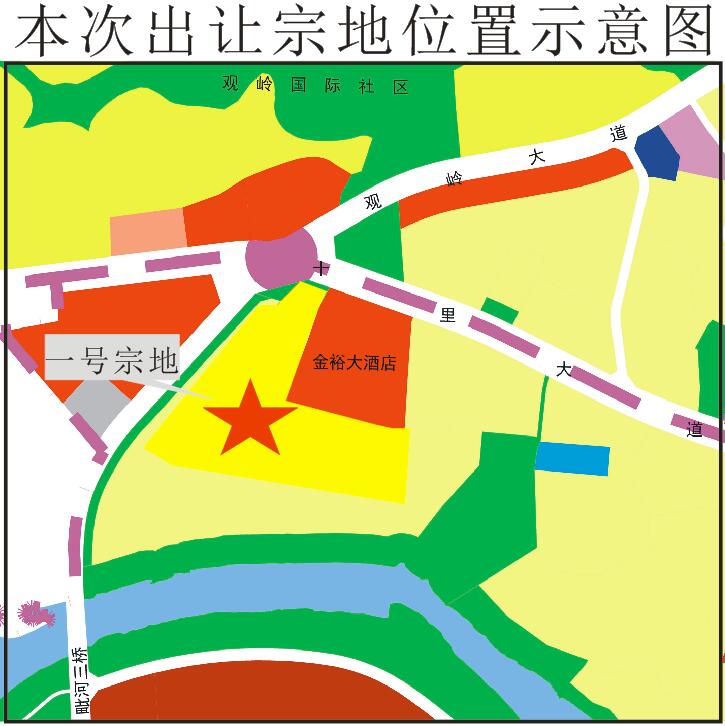 本次出让宗地位置示意图
观岭国际社区
观岭大道
十里大道
一号宗地
金裕大酒店
毗河三桥